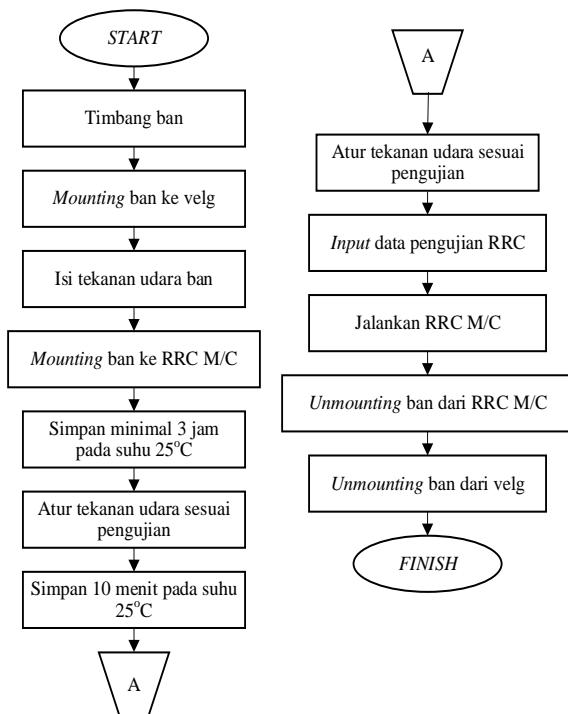 START
Timbang ban
Mounting ban ke velg
Isi tekanan udara ban
Mounting ban ke RRC M/C
Simpan minimal 3 jam
pada suhu 25°C
Atur tekanan udara sesuai
pengujian
Simpan 10 menit pada suhu
25°C
A
A
Atur tekanan udara sesuai
pengujian
Input data pengujian RRC
Jalankan RRC M/C
Unmounting ban dari RRC M/C
Unmounting ban dari velg
FINISH